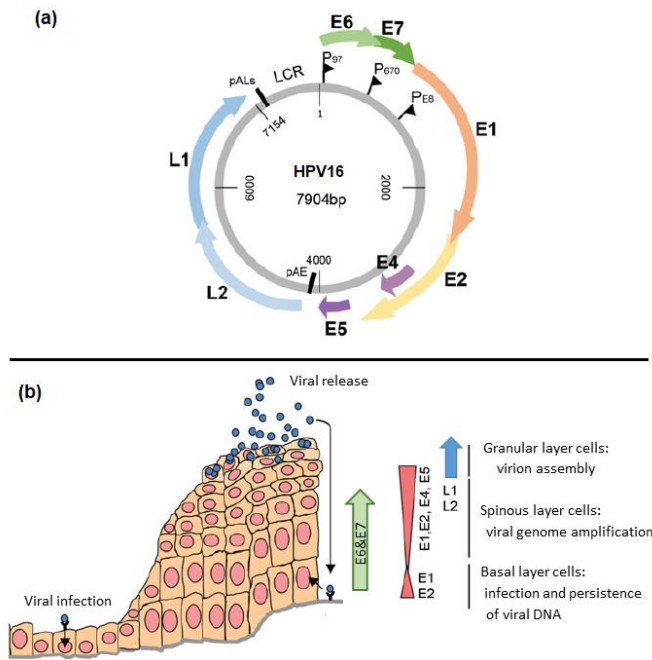 (a)
E6
E7
P97
P670
PE8
pALs
LCR
7154
1
E1
L1
HPV16
7904bp
6000
2000
4000
pAE
E4
E2
L2
E5
(b)
Viral release
Viral infection
E6&E7
E1,E2, E4, E5
E1
E2
L1
L2
Granular layer cells:
virion assembly
Spinous layer cells:
viral genome amplification
Basal layer cells:
infection and persistence
of viral DNA